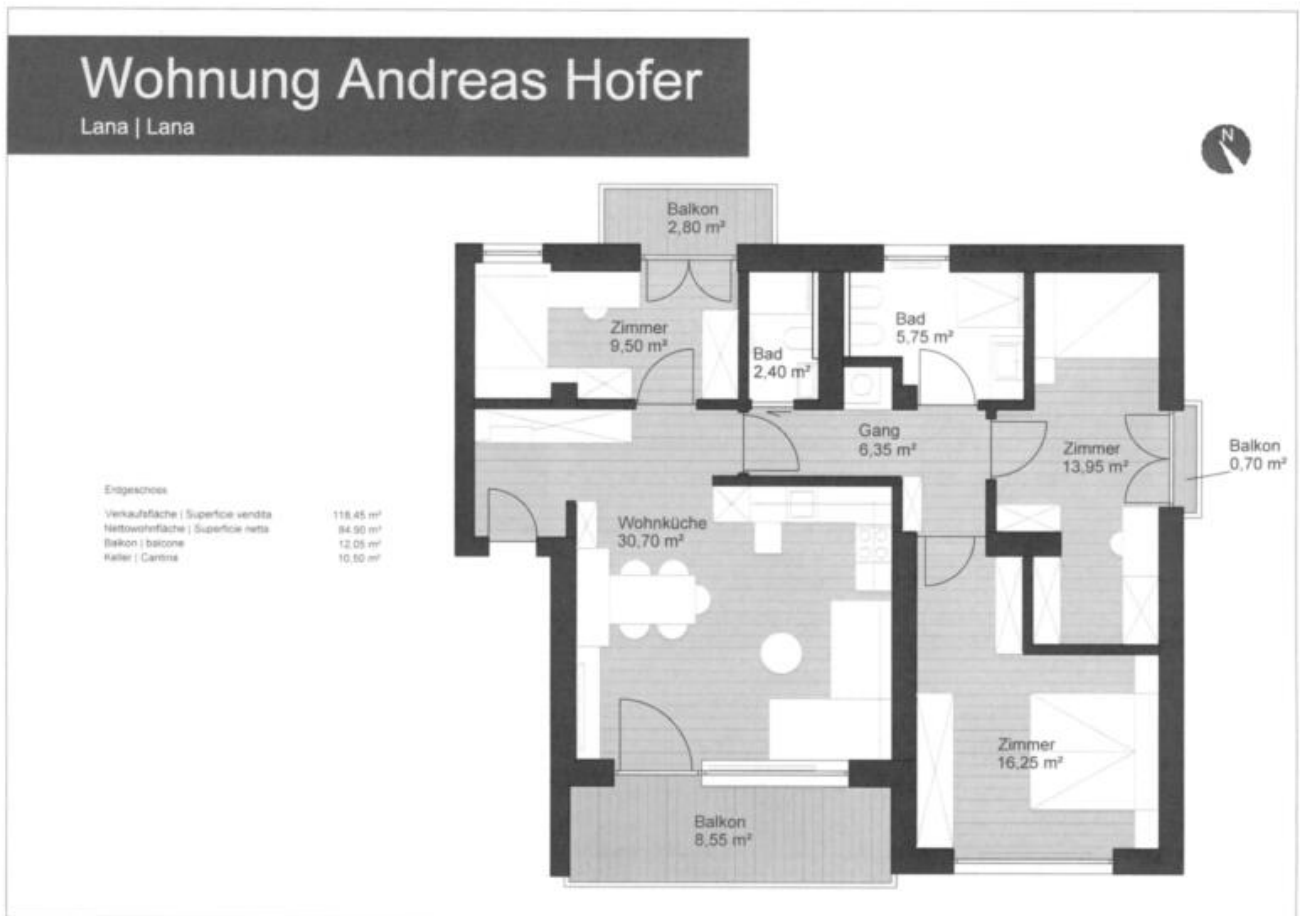 Wohnung Andreas Hofer
Lana | Lana
N
Balkon
2,80 m²
Zimmer
9,50 m²
Bad
2,40 m²
Bad
5,75 m²
Gang
6,35 m²
Zimmer
13,95 m²
Balkon
0,70 m²
Erdgeschoss
Verkaufsfläche | Superficie vendita 118,45 m²
Nettowohnfläche | Superficie netta 84,90 m²
Balkon | balcone 12,05 m²
Keller | Cantina 10,50 m²
Wohnküche
30,70 m²
Zimmer
16,25 m²
Balkon
8,55 m²